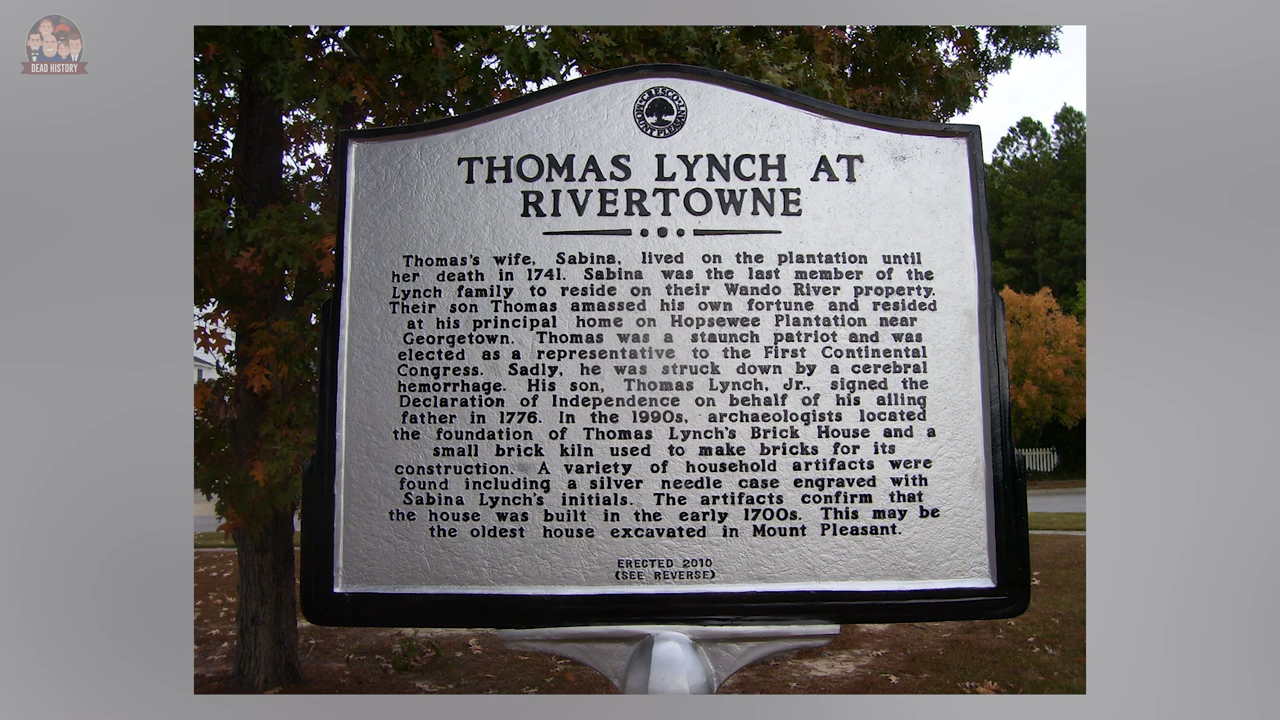 DEAD HISTORY
CRESCO
MOUNT PLEASANT
THOMAS LYNCH AT
RIVERTOWNE
Thomas's wife, Sabina, lived on the plantation until
her death in 1741. Sabina was the last member of the
Lynch family to reside on their Wando River property.
Their son Thomas amassed his own fortune and resided
at his principal home on Hopsewee Plantation near
Georgetown. Thomas was a staunch patriot and was
elected as a representative to the First Continental
Congress. Sadly, he was struck down by a cerebral
hemorrhage. His son, Thomas Lynch, Jr., signed the
Declaration of Independence on behalf of his ailing
father in 1776. In the 1990s, archaeologists located
the foundation of Thomas Lynch's Brick House and a
small brick kiln used to make bricks for its
construction. A variety of household artifacts were
found including a silver needle case engraved with
Sabina Lynch's initials. The artifacts confirm that
the house was built in the early 1700s. This may be
the oldest house excavated in Mount Pleasant.
ERECTED 2010
(SEE REVERSE)